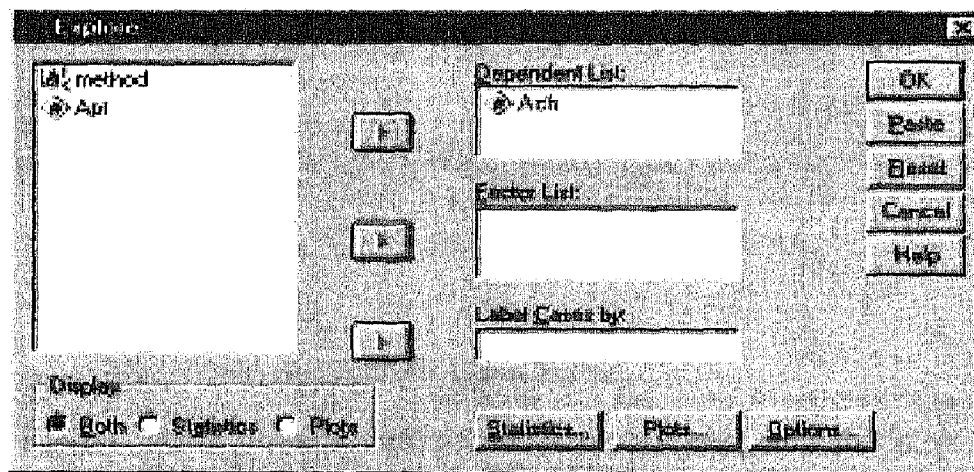 Explore
method
Apt
Dependent List:
Ach
Factor List:
Label Cases by:
OK
Paste
Reset
Cancel
Help
Display
Both Statistics Plots
Statistics... Plots... Options...